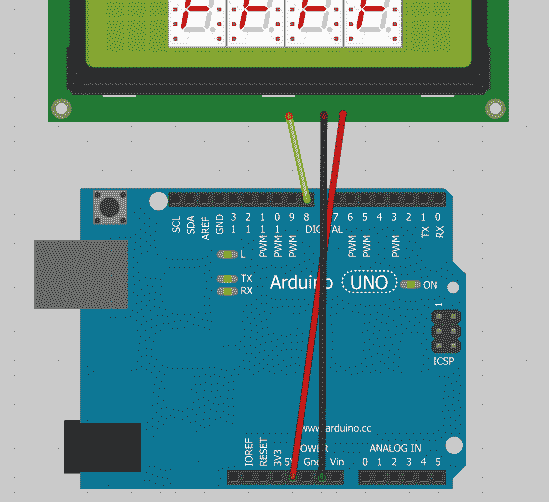 SCL SDA AREF GND 13 12 11 10 9 8 7 6 5 4 3 2 1 0
PWM PWM PWM DIGITAL PWM PWM PWM TX RX
L
TX
RX
Arduino UNO ON
1
ICSP
www.arduino.cc
POWER ANALOG IN
IOREF RESET 3V3 5V Gnd Vin 0 1 2 3 4 5